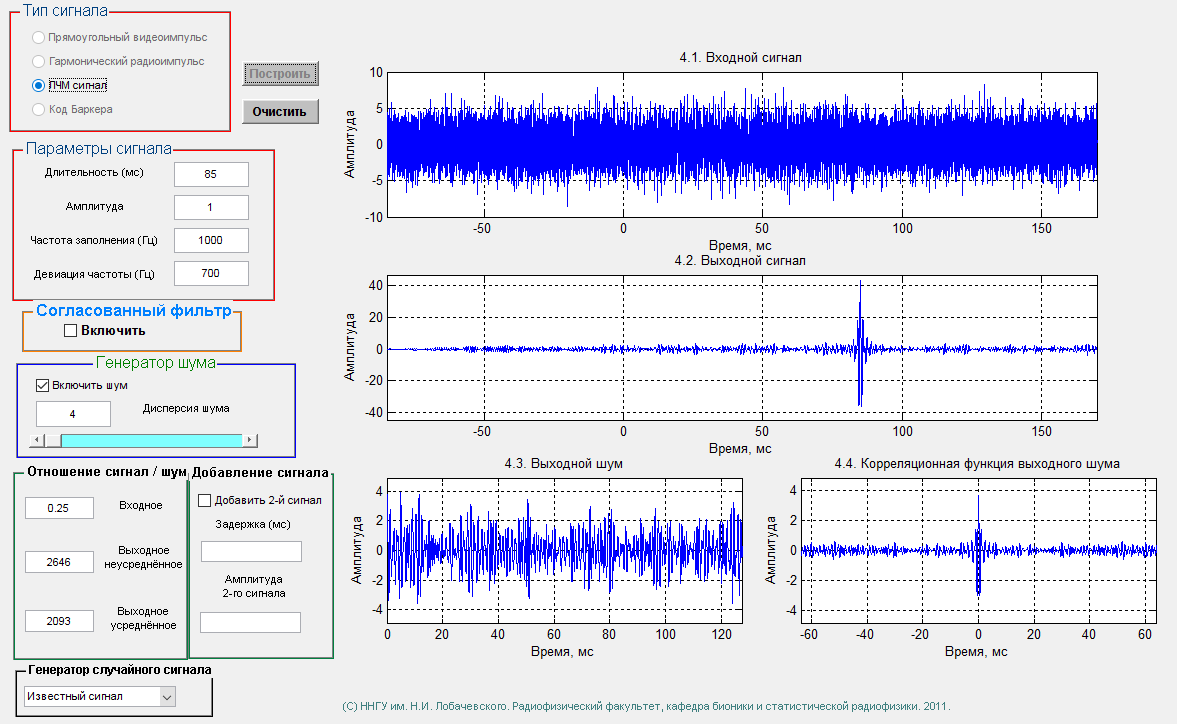 Тип сигнала
Прямоугольный видеоимпульс
Гармонический радиоимпульс
ЛЧМ сигнал
Код Баркера
Построить
Очистить
Параметры сигнала
Длительность (мс)
85
Амплитуда
1
Частота заполнения (Гц)
1000
Девиация частоты (Гц)
700
Согласованный фильтр
Включить
Генератор шума
Включить шум
4
Дисперсия шума
Отношение сигнал / шум
0.25
Входное
2646
Выходное
неусреднённое
2093
Выходное
усреднённое
Добавление сигнала
Добавить 2-й сигнал
Задержка (мс)
Амплитуда
2-го сигнала
Генератор случайного сигнала
Известный сигнал
4.1. Входной сигнал
Амплитуда
10
5
0
-5
-10
-50 0 50 100 150
Время, мс
4.2. Выходной сигнал
Амплитуда
40
20
0
-20
-40
-50 0 50 100 150
Время, мс
4.3. Выходной шум
Амплитуда
4
2
0
-2
-4
0 20 40 60 80 100 120
Время, мс
4.4. Корреляционная функция выходного шума
Амплитуда
4
2
0
-2
-4
-60 -40 -20 0 20 40 60
Время, мс
(С) ННГУ им. Н.И. Лобачевского. Радиофизический факультет, кафедра бионики и статистической радиофизики. 2011.